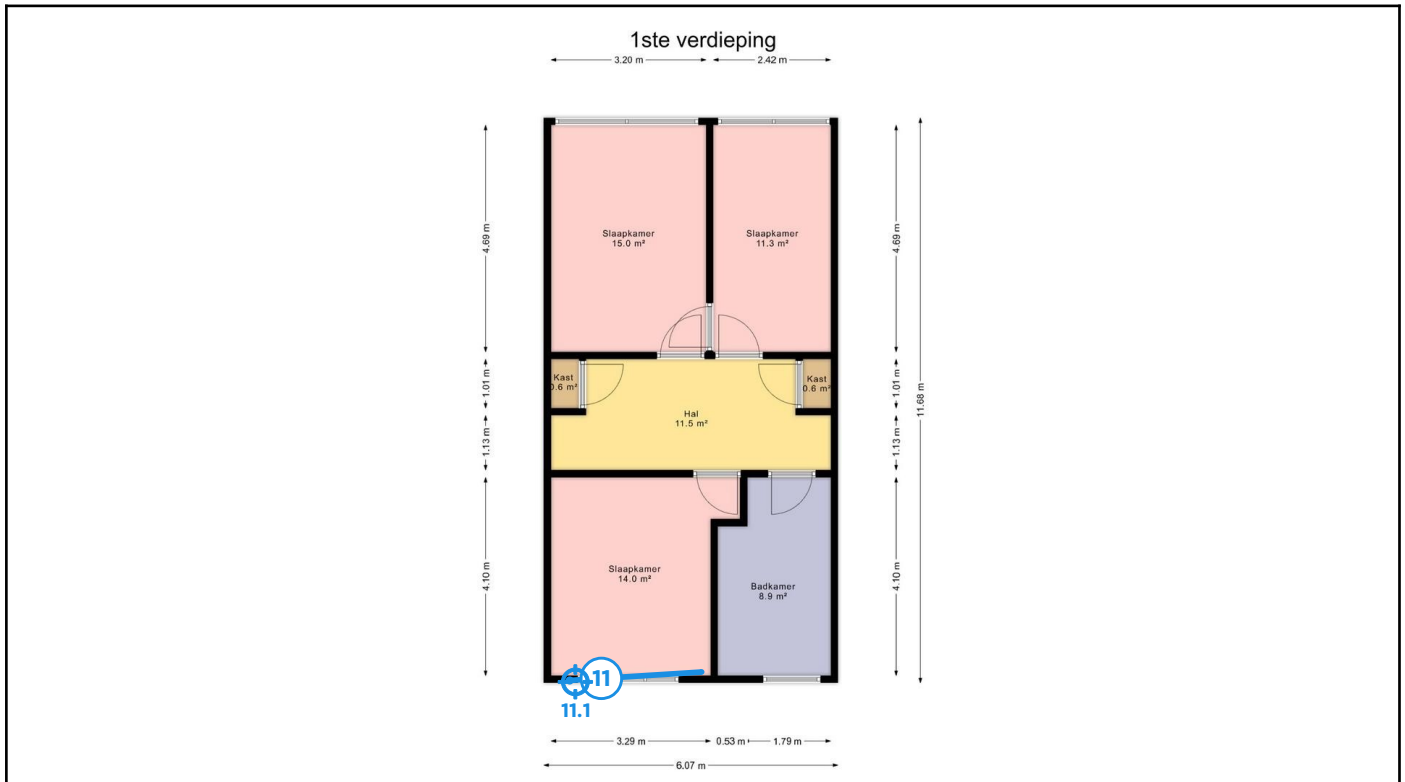 1ste verdieping
3.20 m
2.42 m
4.69 m
4.69 m
Slaapkamer
15.0 m²
Slaapkamer
11.3 m²
1.01 m
Kast
0.6 m²
Kast
0.6 m²
1.01 m
11.68 m
Hal
11.5 m²
1.13 m
1.13 m
4.10 m
Slaapkamer
14.0 m²
Badkamer
8.9 m²
4.10 m
11
11.1
3.29 m
0.53 m
1.79 m
6.07 m